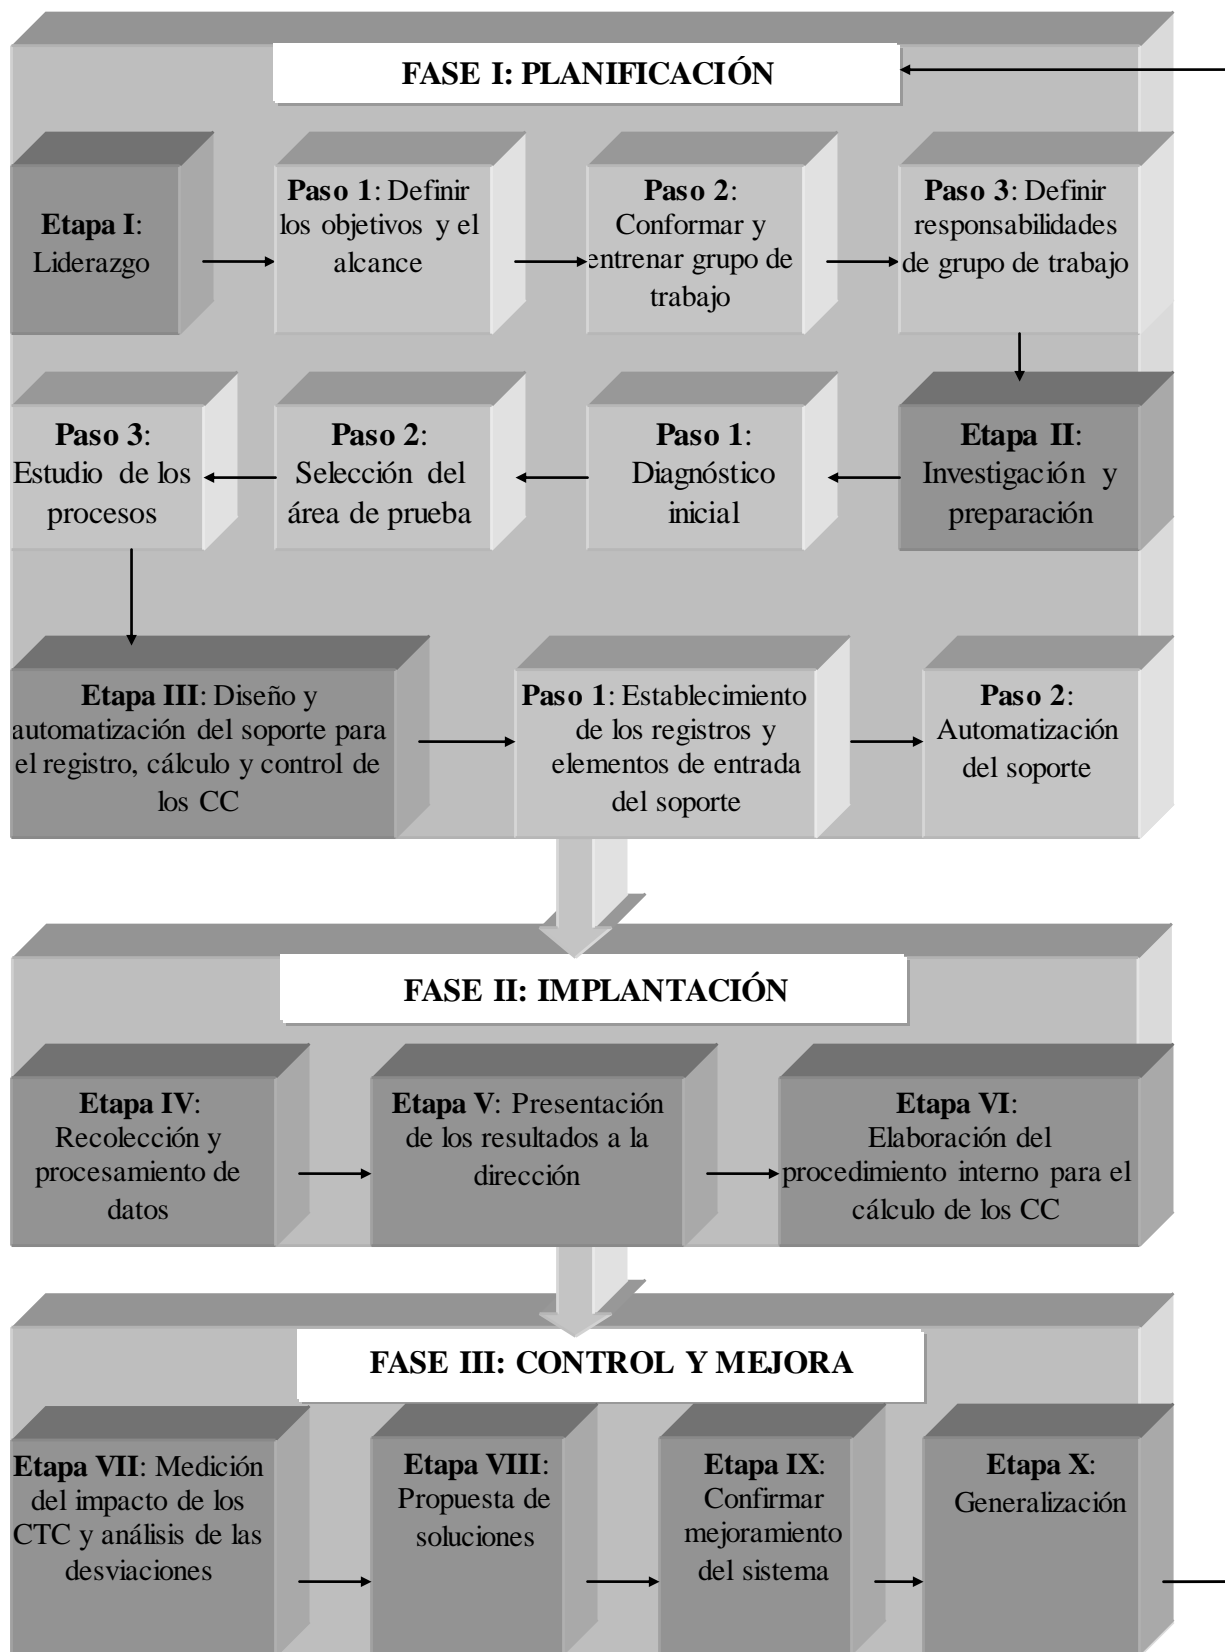 FASE I: PLANIFICACIÓN
Etapa I:
Liderazgo
Paso 1: Definir
los objetivos y el
alcance
Paso 2:
Conformar y
entrenar grupo de
trabajo
Paso 3: Definir
responsabilidades
de grupo de trabajo
Etapa II:
Investigación y
preparación
Paso 1:
Diagnóstico
inicial
Paso 2:
Selección del
área de prueba
Paso 3:
Estudio de los
procesos
Etapa III: Diseño y
automatización del soporte para
el registro, cálculo y control de
los CC
Paso 1: Establecimiento
de los registros y
elementos de entrada
del soporte
Paso 2:
Automatización
del soporte
FASE II: IMPLANTACIÓN
Etapa IV:
Recolección y
procesamiento de
datos
Etapa V: Presentación
de los resultados a la
dirección
Etapa VI:
Elaboración del
procedimiento interno para el
cálculo de los CC
FASE III: CONTROL Y MEJORA
Etapa VII: Medición
del impacto de los
CTC y análisis de las
desviaciones
Etapa VIII:
Propuesta de
soluciones
Etapa IX:
Confirmar
mejoramiento
del sistema
Etapa X:
Generalización